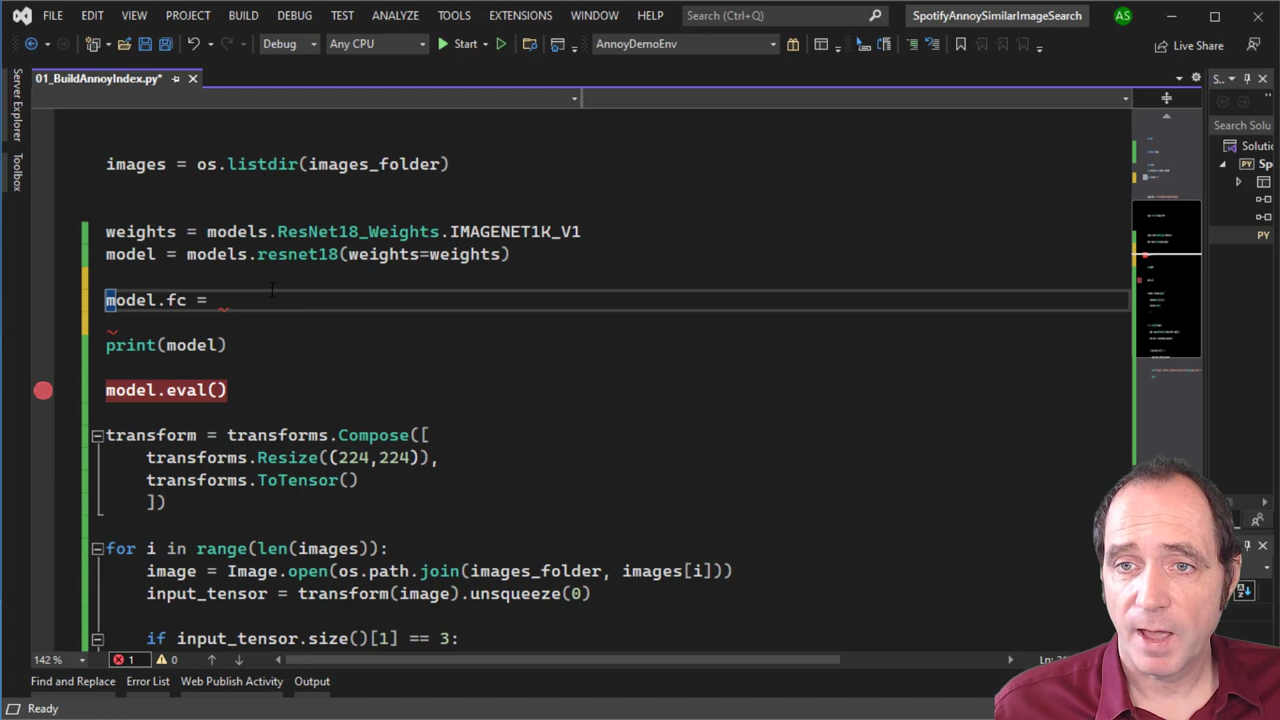 FILE EDIT VIEW PROJECT BUILD DEBUG TEST ANALYZE TOOLS EXTENSIONS WINDOW HELP Search (Ctrl+Q) SpotifyAnnoySimilarImageSearch AS
Debug Any CPU Start AnnoyDemoEnv Live Share
01_BuildAnnoyIndex.py* S..
Server Explorer
Toolbox
Search Solu
images = os.listdir(images_folder)
Solutio
Sp
weights = models.ResNet18_Weights.IMAGENET1K_V1
PY
model = models.resnet18(weights=weights)
model.fc =
print(model)
model.eval()
transform = transforms.Compose([
transforms.Resize((224,224)),
transforms.ToTensor()
])
for i in range(len(images)):
image = Image.open(os.path.join(images_folder, images[i]))
input_tensor = transform(image).unsqueeze(0)
if input_tensor.size()[1] == 3:
142 % 1 0
Find and Replace Error List Web Publish Activity Output
Ready